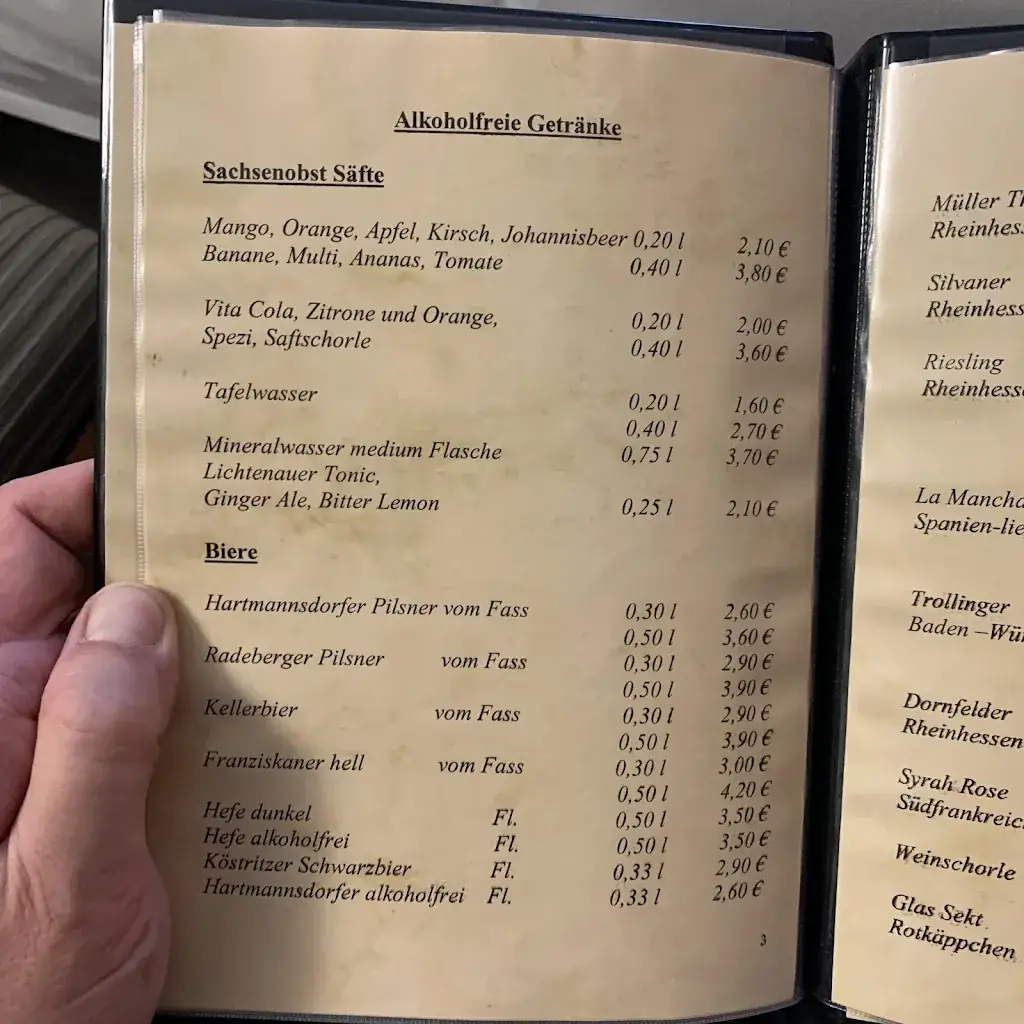 Alkoholfreie Getränke
Sachsenobst Säfte
Mango, Orange, Apfel, Kirsch, Johannisbeer 0,20 l 2,10 €
Banane, Multi, Ananas, Tomate 0,40 l 3,80 €
Vita Cola, Zitrone und Orange, 0,20 l 2,00 €
Spezi, Saftschorle 0,40 l 3,60 €
Tafelwasser 0,20 l 1,60 €
0,40 l 2,70 €
Mineralwasser medium Flasche 0,75 l 3,70 €
Lichtenauer Tonic,
Ginger Ale, Bitter Lemon 0,25 l 2,10 €
Biere
Hartmannsdorfer Pilsner vom Fass 0,30 l 2,60 €
0,50 l 3,60 €
Radeberger Pilsner vom Fass 0,30 l 2,90 €
0,50 l 3,90 €
Kellerbier vom Fass 0,30 l 2,90 €
0,50 l 3,90 €
Franziskaner hell vom Fass 0,30 l 3,00 €
0,50 l 4,20 €
Hefe dunkel Fl. 0,50 l 3,50 €
Hefe alkoholfrei Fl. 0,50 l 3,50 €
Köstritzer Schwarzbier Fl. 0,33 l 2,90 €
Hartmannsdorfer alkoholfrei Fl. 0,33 l 2,60 €
3
Müller
Silvaner
Riesling
La Mancha
Trollinger
Baden –
Dornfelder
Rheinhessen
Syrah Rose
Weinschorle
Glas Sekt
Rotkäppchen